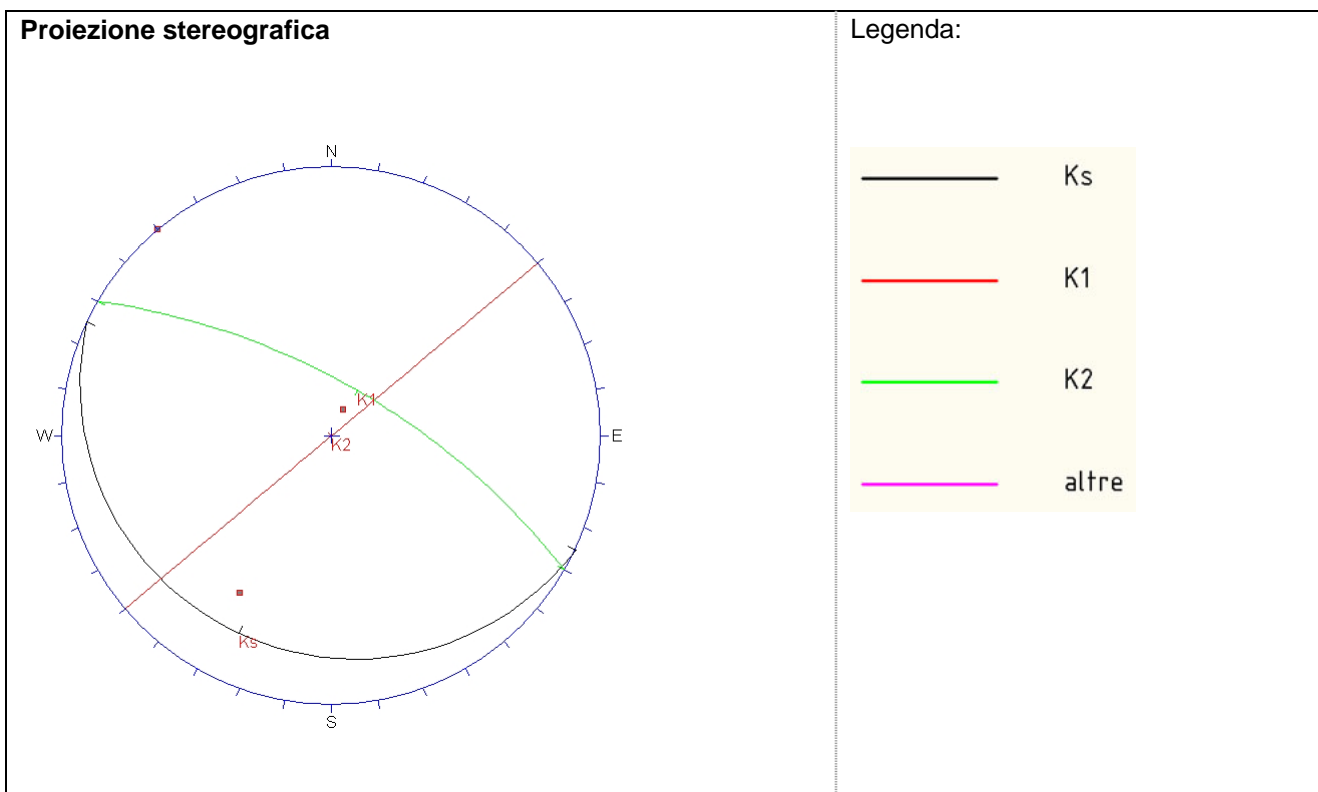 Proiezione stereografica
Legenda:
N
Ks
K1
K2
altre
K1
W
E
K2
Ks
S